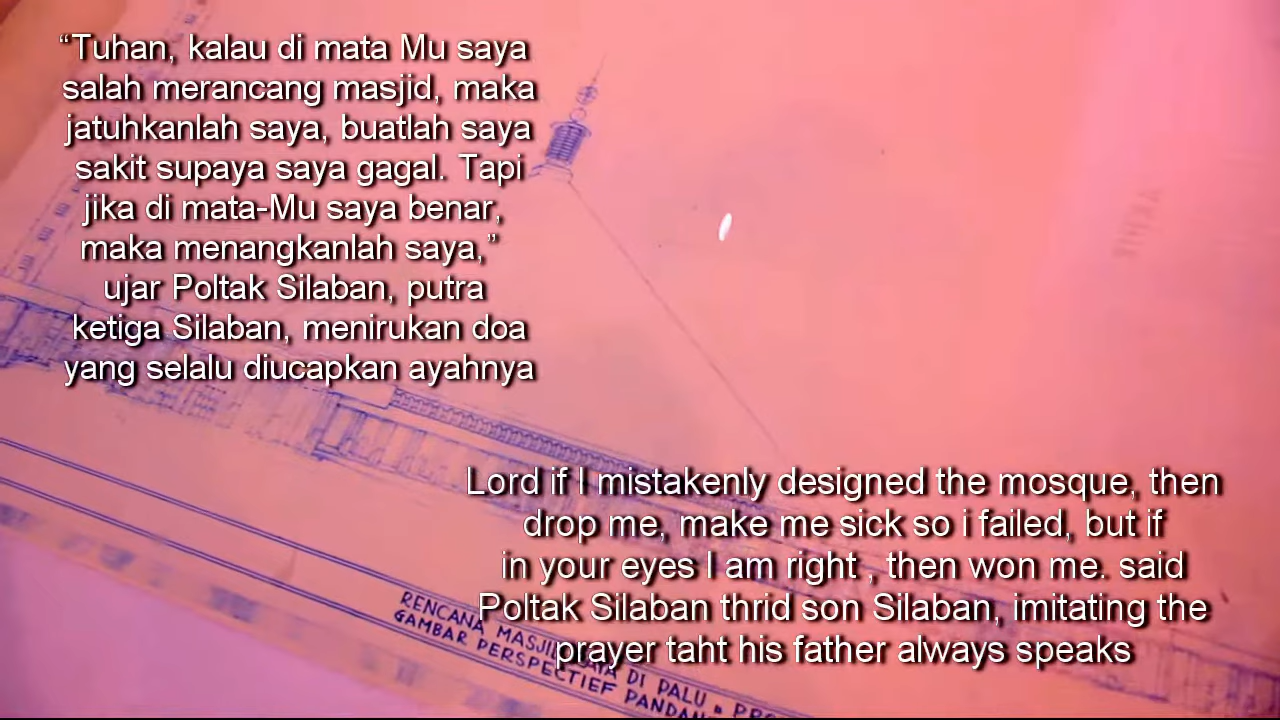 “Tuhan, kalau di mata Mu saya
salah merancang masjid, maka
jatuhkanlah saya, buatlah saya
sakit supaya saya gagal. Tapi
jika di mata-Mu saya benar,
maka menangkanlah saya,”
ujar Poltak Silaban, putra
ketiga Silaban, menirukan doa
yang selalu diucapkan ayahnya
Lord if I mistakenly designed the mosque, then
drop me, make me sick so i failed, but if
in your eyes I am right , then won me. said
Poltak Silaban thrid son Silaban, imitating the
prayer taht his father always speaks
RENCANA MASJID DI PALU
GAMBAR PERSPECTIEF